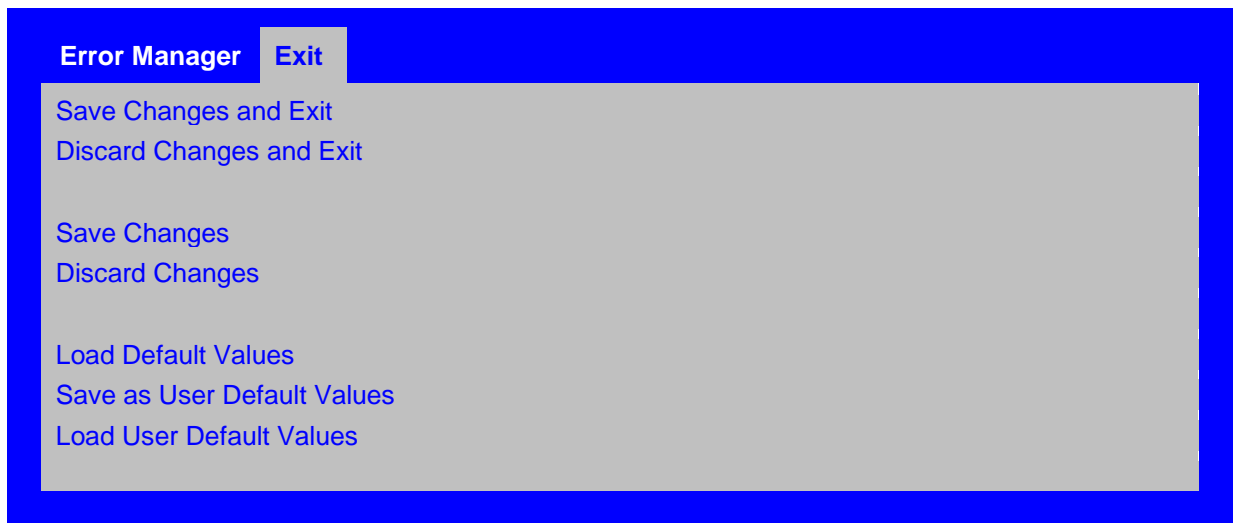 Error Manager Exit
Save Changes and Exit
Discard Changes and Exit
Save Changes
Discard Changes
Load Default Values
Save as User Default Values
Load User Default Values